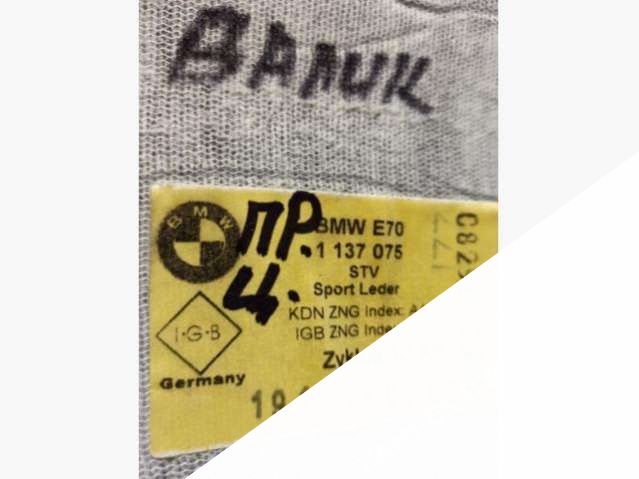 ВАЛИК
BMW
ПР.
BMW E70
1 137 075
STV
Ц.
Sport Leder
KDN ZNG Index:
I·G·B
IGB ZNG Index
Germany